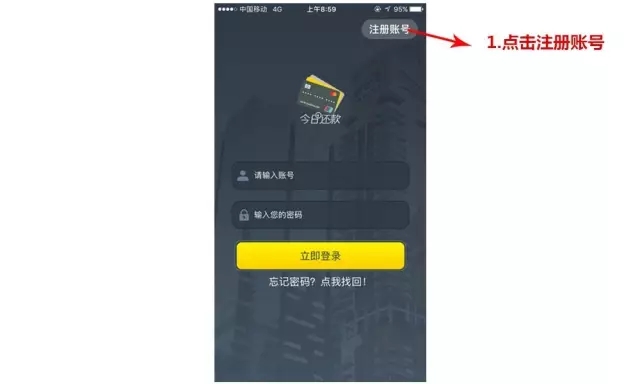 中国移动 4G 上午8:59 95%
注册账号
1.点击注册账号
今日还款
请输入账号
输入您的密码
立即登录
忘记密码？点我找回！